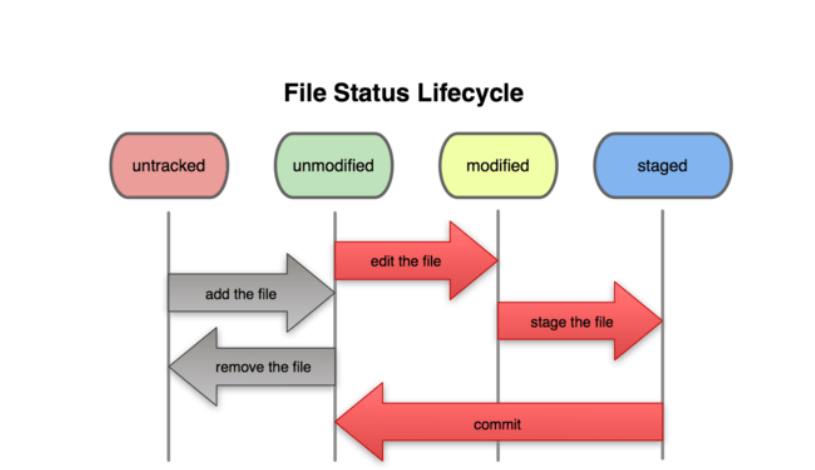 File Status Lifecycle
untracked
unmodified
modified
staged
edit the file
add the file
stage the file
remove the file
commit